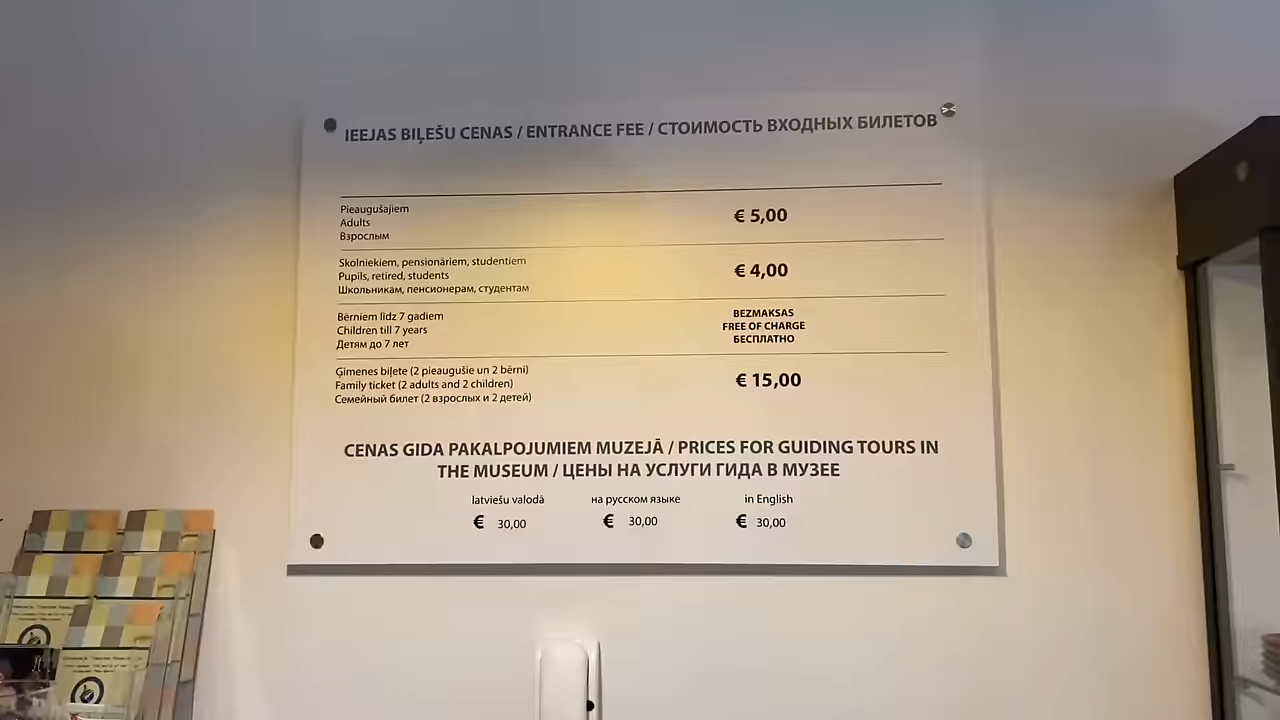 IEEJAS BIĻEŠU CENAS / ENTRANCE FEE / СТОИМОСТЬ ВХОДНЫХ БИЛЕТОВ
Pieaugušajiem
Adults
Взрослым
€ 5,00
Skolniekiem, pensionāriem, studentiem
Pupils, retired, students
Школьникам, пенсионерам, студентам
€ 4,00
Bērniem līdz 7 gadiem
Children till 7 years
Детям до 7 лет
BEZMAKSAS
FREE OF CHARGE
БЕСПЛАТНО
Ģimenes biļete (2 pieaugušie un 2 bērni)
Family ticket (2 adults and 2 children)
Семейный билет (2 взрослых и 2 детей)
€ 15,00
CENAS GIDA PAKALPOJUMIEM MUZEJĀ / PRICES FOR GUIDING TOURS IN
THE MUSEUM / ЦЕНЫ НА УСЛУГИ ГИДА В МУЗЕЕ
latviešu valodā на русском языке in English
€ 30,00 € 30,00 € 30,00